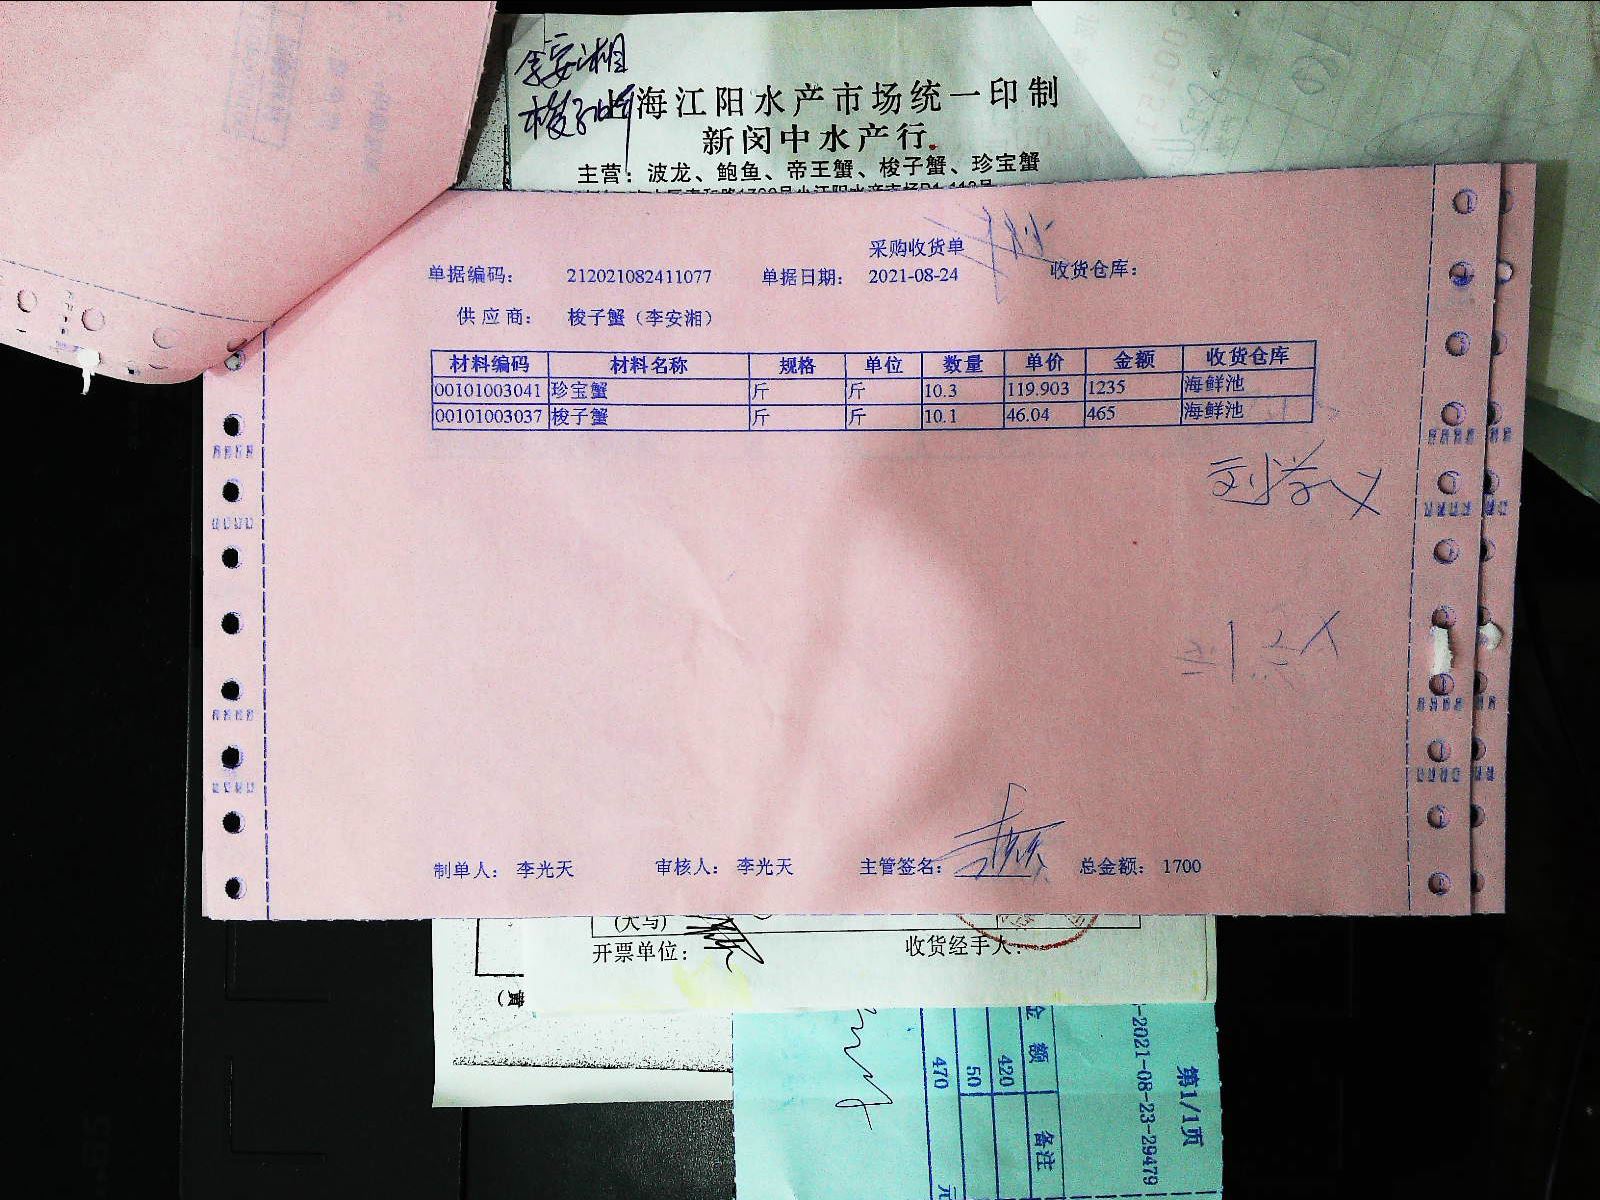 李安湘
梭子蟹
上海江阳水产市场统一印制
新闵中水产行
主营：波龙、鲍鱼、帝王蟹、梭子蟹、珍宝蟹
采购收货单
单据编码： 212021082411077 单据日期： 2021-08-24 收货仓库：
供应商： 梭子蟹（李安湘）
材料编码 材料名称 规格 单位 数量 单价 金额 收货仓库
00101003041 珍宝蟹 斤 斤 10.3 119.903 1235 海鲜池
00101003037 梭子蟹 斤 斤 10.1 46.04 465 海鲜池
刘学义
制单人： 李光天 审核人： 李光天 主管签名： 总金额： 1700
(大写)
开票单位： 收货经手人：
金额 备注
420
50
470 元
-2021-08-23-29479
第1/1页